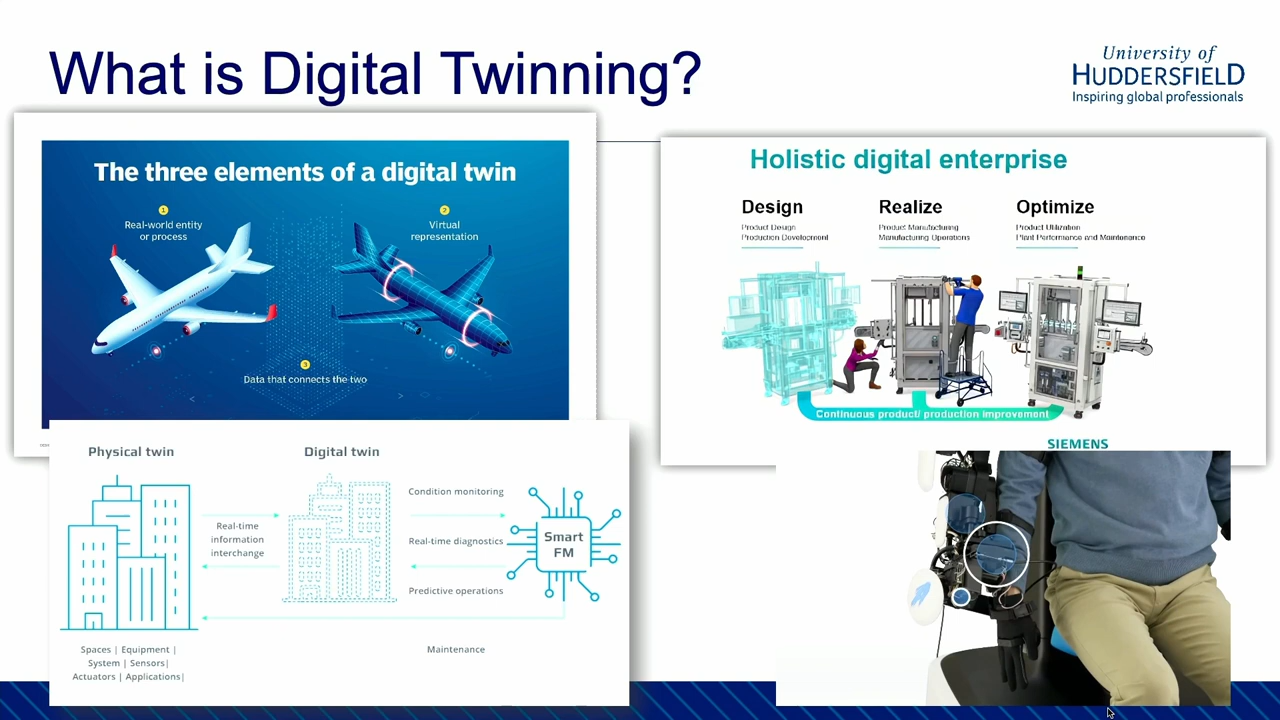 What is Digital Twinning?
University of
HUDDERSFIELD
Inspiring global professionals
The three elements of a digital twin
1
Real-world entity
or process
2
Virtual
representation
3
Data that connects the two
Holistic digital enterprise
Design
Product Design
Production Development
Realize
Product Manufacturing
Manufacturing Operations
Optimize
Product Utilization
Plant Performance and Maintenance
Continuous product/ production improvement
SIEMENS
Physical twin
Digital twin
Real-time
information
interchange
Condition monitoring
Real-time diagnostics
Predictive operations
Smart
FM
Maintenance
Spaces | Equipment |
System | Sensors|
Actuators | Applications|